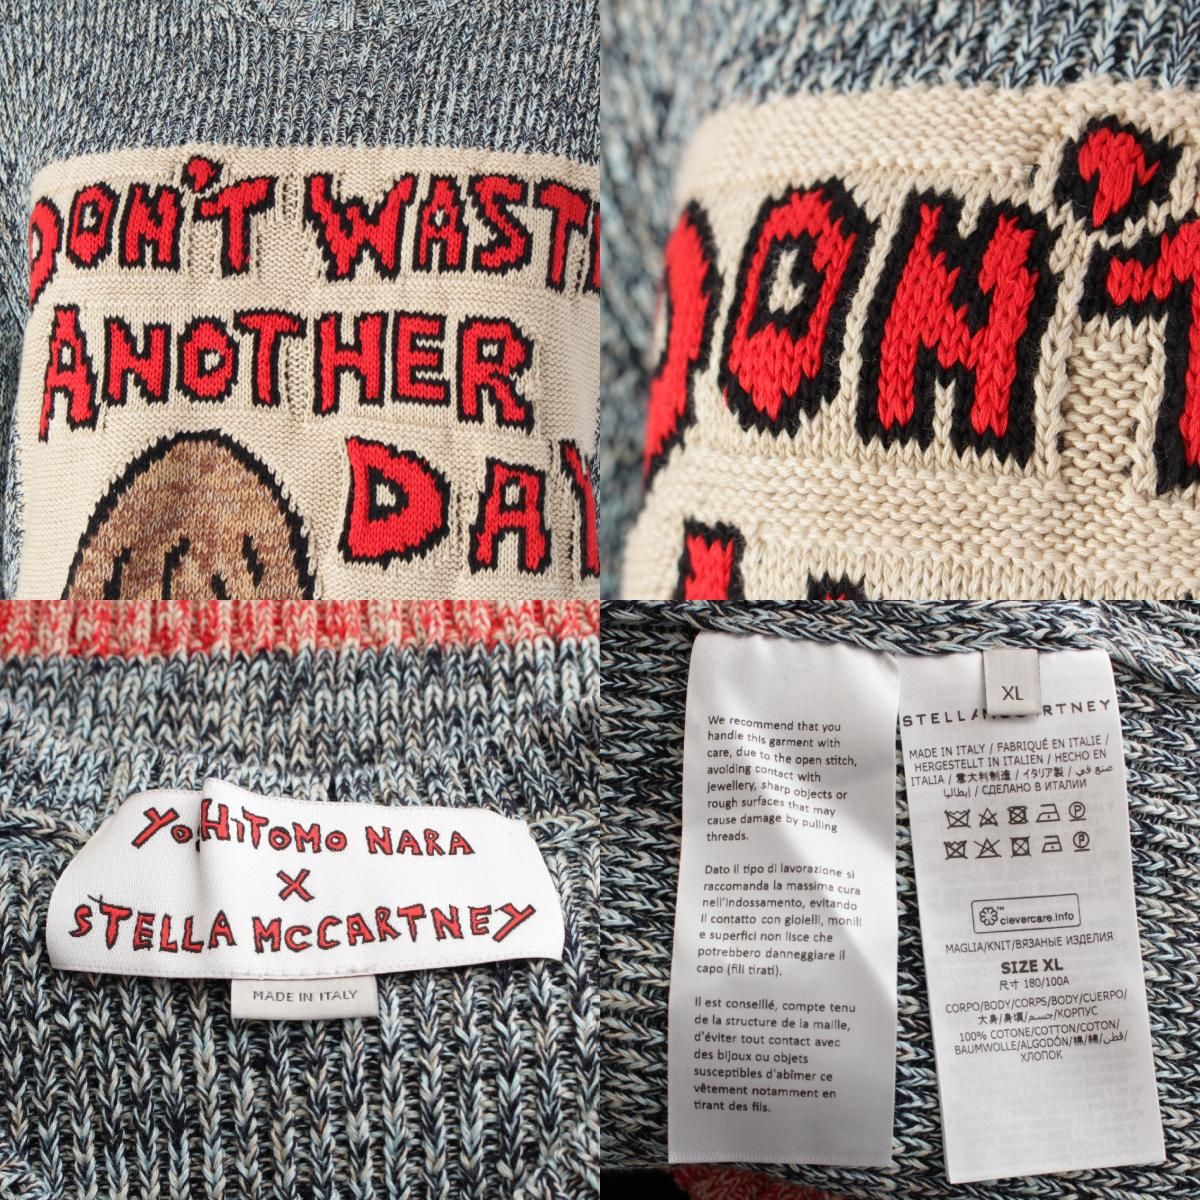 DON'T WASTE
ANOTHER
DAY
DON'T
YoSHiTOMO NARA
X
STELLA McCARTNEY
MADE IN ITALY
We recommend that you
handle this garment with
care, due to the open stitch,
avoiding contact with
jewellery, sharp objects or
rough surfaces that may
cause damage by pulling
threads.
Dato il tipo di lavorazione si
raccomanda la massima cura
nell'indossamento, evitando
il contatto con gioielli, monili
e superfici non lisce che
potrebbero danneggiare il
capo (fili tirati).
Il est conseillé, compte tenu
de la structure de la maille,
d'éviter tout contact avec
des bijoux ou objets
susceptibles d'abîmer ce
vêtement notamment en
tirant des fils.
XL
STELLA McCARTNEY
MADE IN ITALY / FABRIQUÉ EN ITALIE /
HERGESTELLT IN ITALIEN / HECHO EN
ITALIA / 意大利制造 / イタリア製 / صنع في
إيطاليا / СДЕЛАНО В ИТАЛИИ
clevercare.info
MAGLIA/KNIT/ВЯЗАНЫЕ ИЗДЕЛИЯ
SIZE XL
尺寸 180/100A
CORPO/BODY/CORPS/BODY/CUERPO/
大身/身頃/جسم/КОРПУС
100% COTONE/COTTON/COTON/
BAUMWOLLE/ALGODÓN/棉/綿/قطن/
ХЛОПОК